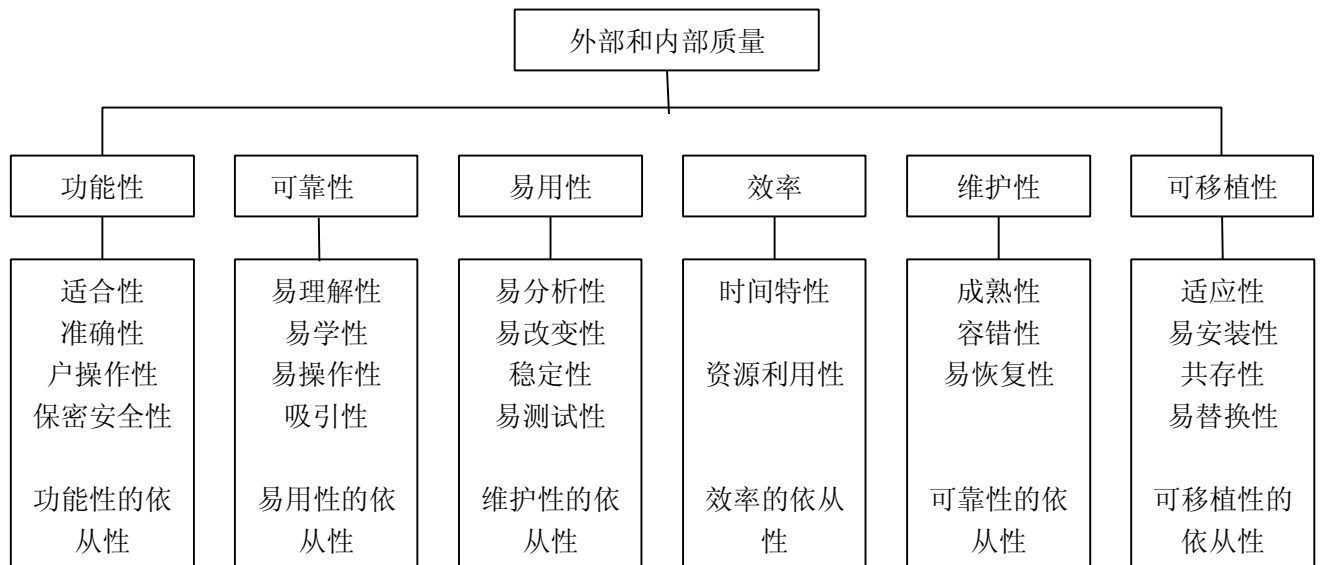 外部和内部质量
功能性
可靠性
易用性
效率
维护性
可移植性
适合性
准确性
户操作性
保密安全性
功能性的依
从性
易理解性
易学性
易操作性
吸引性
易用性的依
从性
易分析性
易改变性
稳定性
易测试性
维护性的依
从性
时间特性
资源利用性
效率的依从
性
成熟性
容错性
易恢复性
可靠性的依
从性
适应性
易安装性
共存性
易替换性
可移植性的
依从性